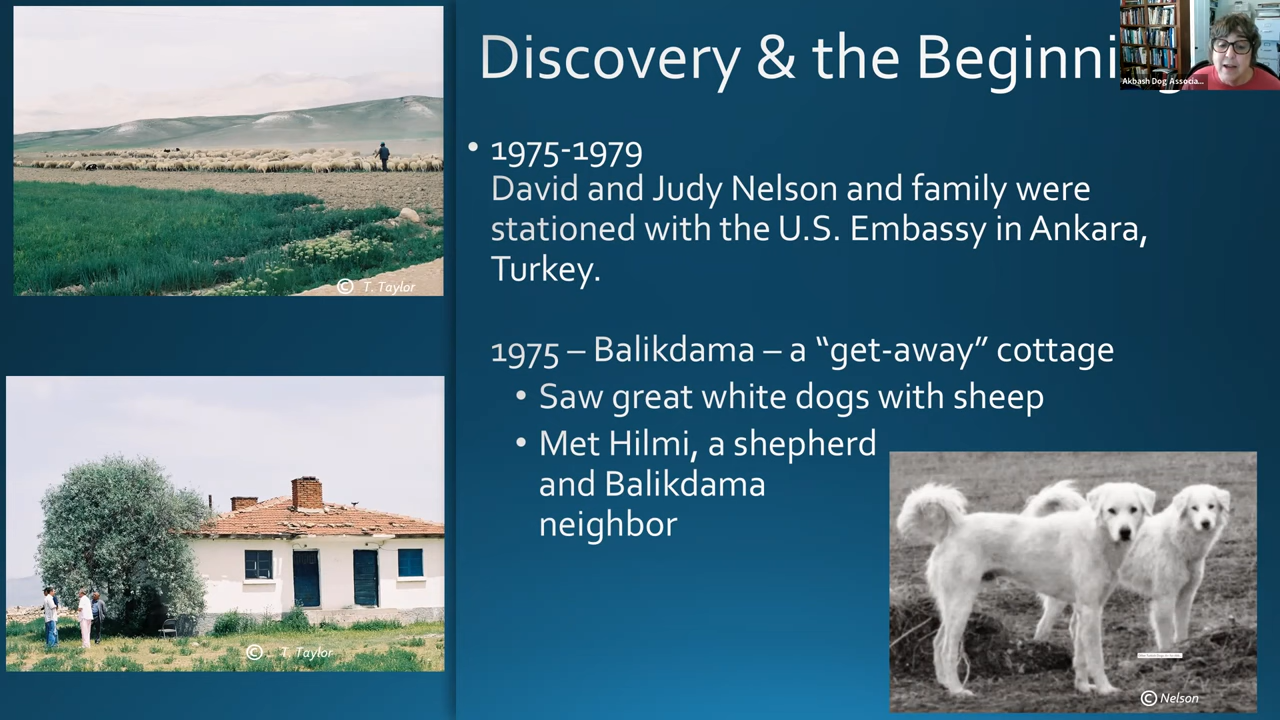 Discovery & the Beginni
Akbash Dog Associa...
• 1975-1979
David and Judy Nelson and family were
stationed with the U.S. Embassy in Ankara,
Turkey.
1975 – Balikdama – a “get-away” cottage
• Saw great white dogs with sheep
• Met Hilmi, a shepherd
and Balikdama
neighbor
© T. Taylor
© T. Taylor
© Nelson